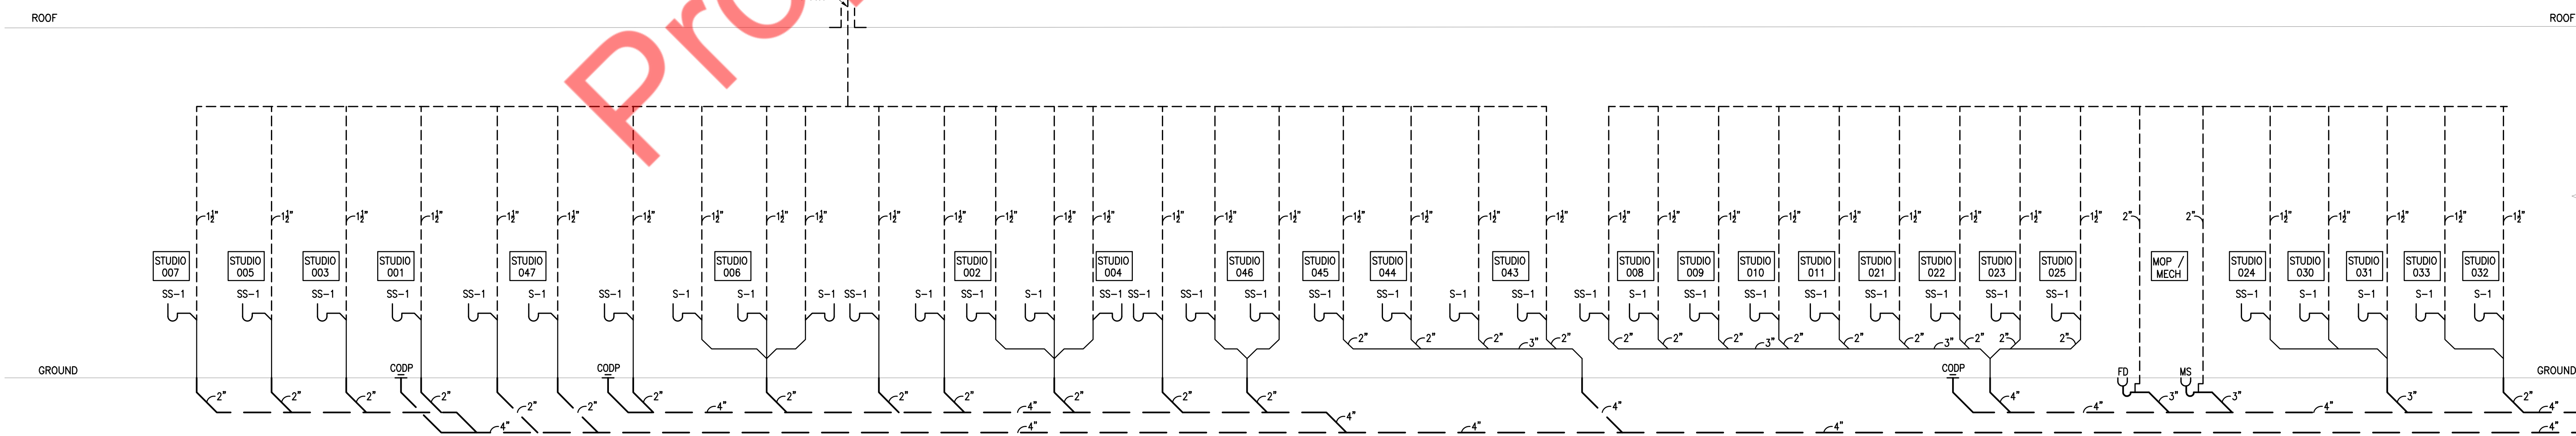 ROOF
ROOF
Pro
1½" 1½" 1½" 1½" 1½" 1½" 1½" 1½" 1½" 1½" 1½" 1½" 1½" 1½" 1½" 1½" 1½" 1½" 1½" 1½" 1½" 1½" 1½" 1½" 1½" 1½" 1½" 1½" 1½" 1½" 1½" 2" 2" 1½" 1½" 1½" 1½" 1½"
STUDIO 007
STUDIO 005
STUDIO 003
STUDIO 001
STUDIO 047
STUDIO 006
STUDIO 002
STUDIO 004
STUDIO 046
STUDIO 045
STUDIO 044
STUDIO 043
STUDIO 008
STUDIO 009
STUDIO 010
STUDIO 011
STUDIO 021
STUDIO 022
STUDIO 023
STUDIO 025
MOP / MECH
STUDIO 024
STUDIO 030
STUDIO 031
STUDIO 033
STUDIO 032
SS-1 SS-1 SS-1 SS-1 SS-1 S-1 SS-1 S-1 S-1 S-1 SS-1 S-1 SS-1 S-1 SS-1 SS-1 SS-1 SS-1 SS-1 SS-1 S-1 SS-1 SS-1 S-1 SS-1 SS-1 SS-1 SS-1 SS-1 SS-1 SS-1 SS-1 S-1 S-1 S-1 S-1
2" 2" 2" 3" 2" 2" 2" 2" 3" 2" 2" 2" 3" 2" 2" 2"
GROUND
CODP
CODP
CODP
FD
MS
GROUND
2" 2" 2" 2" 2" 2" 2" 2" 2" 2" 2" 2" 2" 4" 3" 3" 3" 2"
4" 4" 4" 4" 4" 4" 4"
4" 4" 4" 4" 4"